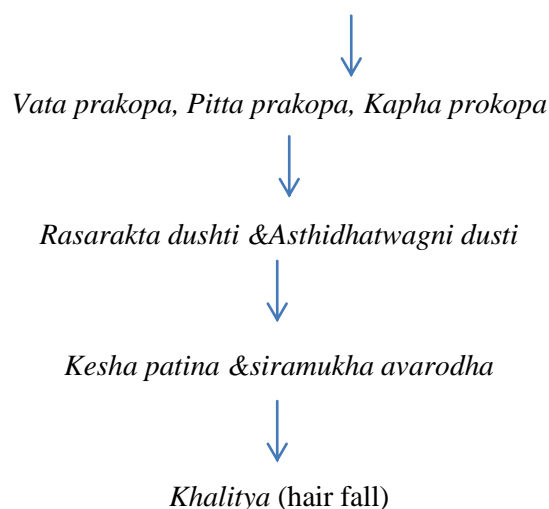 Vata prakopa, Pitta prakopa, Kapha prokopa
Rasarakta dushti &Asthidhatwagni dusti
Kesha patina &siramukha avarodha
Khalitya (hair fall)